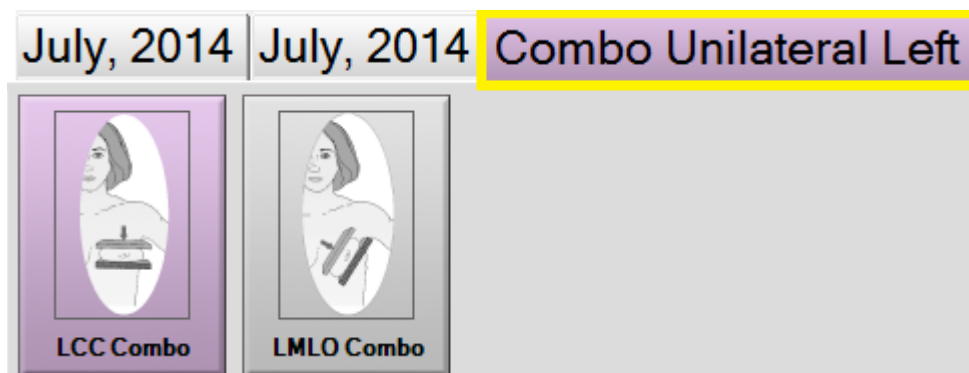 July, 2014 July, 2014 Combo Unilateral Left
LCC Combo LMLO Combo